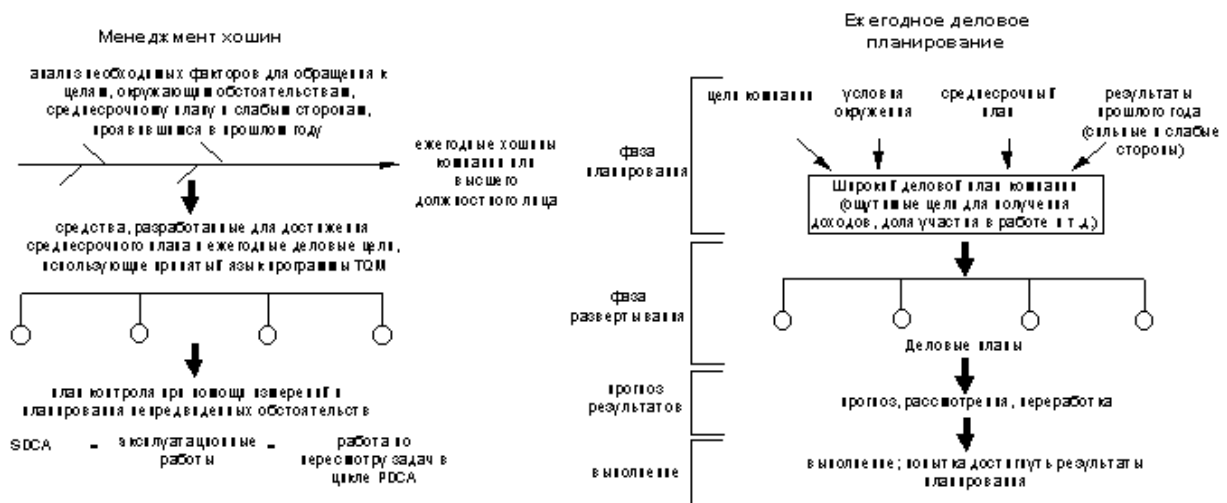 Менеджмент хошин
анализ необходимых факторов для обращения к
целям, окружающим обстоятельствам,
среднесрочному плану и слабым сторонам,
проявившимся в прошлом году
ежегодные хошины
компании или
высшего
должностного лица
средства, разработанные для достижения
среднесрочного плана и ежегодные деловые цели,
использующие принятый язык программы TQM
план контроля при помощи измерений и
планирования непредвиденных обстоятельств
SDCA - эксплуатационные
работы
= работа по
пересмотру задач в
цикле PDCA
Ежегодное деловое
планирование
фаза
планирования
цели компании
условия
окружения
среднесрочный
план
результаты
прошлого года
(сильные и слабые
стороны)
Широкий деловой план компании
(ощутимые цели для получения
доходов, доля участия в работе и т.д.)
фаза
развертывания
Деловые планы
прогноз
результатов
прогноз, рассмотрения, переработка
выполнение
выполнение; попытка достигнуть результаты
планирования